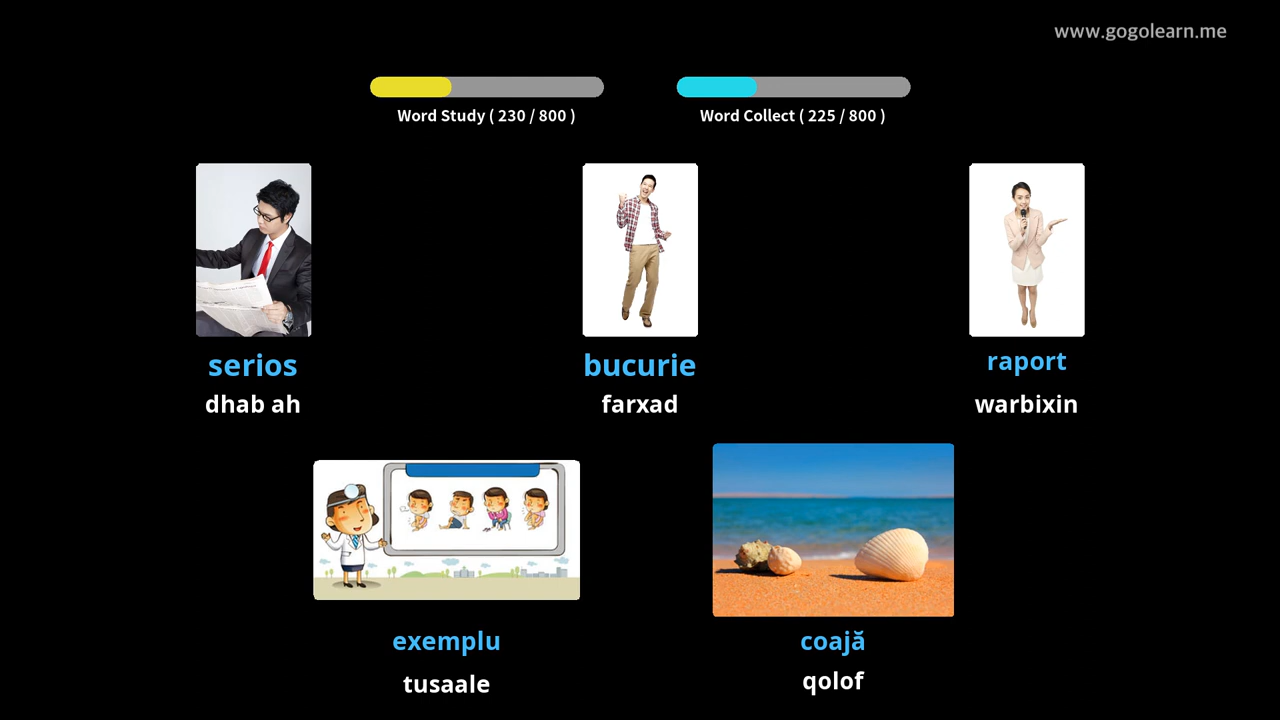 www.gogolearn.me
Word Study ( 230 / 800 )
Word Collect ( 225 / 800 )
serios
dhab ah
bucurie
farxad
raport
warbixin
exemplu
tusaale
coajă
qolof